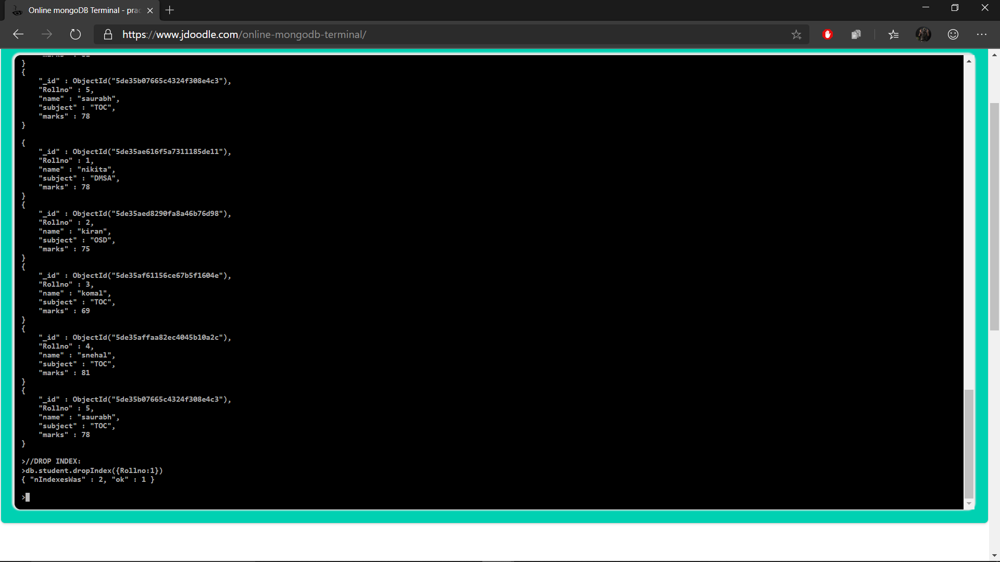 Online mongoDB Terminal - prac
https://www.jdoodle.com/online-mongodb-terminal/
}
{
    "_id" : ObjectId("5de35b07665c4324f308e4c3"),
    "Rollno" : 5,
    "name" : "saurabh",
    "subject" : "TOC",
    "marks" : 78
}
{
    "_id" : ObjectId("5de35ae616f5a7311185de11"),
    "Rollno" : 1,
    "name" : "nikita",
    "subject" : "DMSA",
    "marks" : 78
}
{
    "_id" : ObjectId("5de35aed8290fa8a46b76d98"),
    "Rollno" : 2,
    "name" : "kiran",
    "subject" : "OSD",
    "marks" : 75
}
{
    "_id" : ObjectId("5de35af61156ce67b5f1604e"),
    "Rollno" : 3,
    "name" : "komal",
    "subject" : "TOC",
    "marks" : 69
}
{
    "_id" : ObjectId("5de35affaa82ec4045b10a2c"),
    "Rollno" : 4,
    "name" : "snehal",
    "subject" : "TOC",
    "marks" : 81
}
{
    "_id" : ObjectId("5de35b07665c4324f308e4c3"),
    "Rollno" : 5,
    "name" : "saurabh",
    "subject" : "TOC",
    "marks" : 78
}
>//DROP INDEX:
>db.student.dropIndex({Rollno:1})
{ "nIndexesWas" : 2, "ok" : 1 }
>